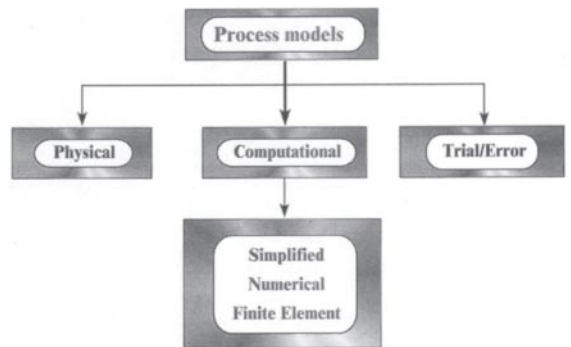 Process models
Physical
Computational
Trial/Error
Simplified
Numerical
Finite Element